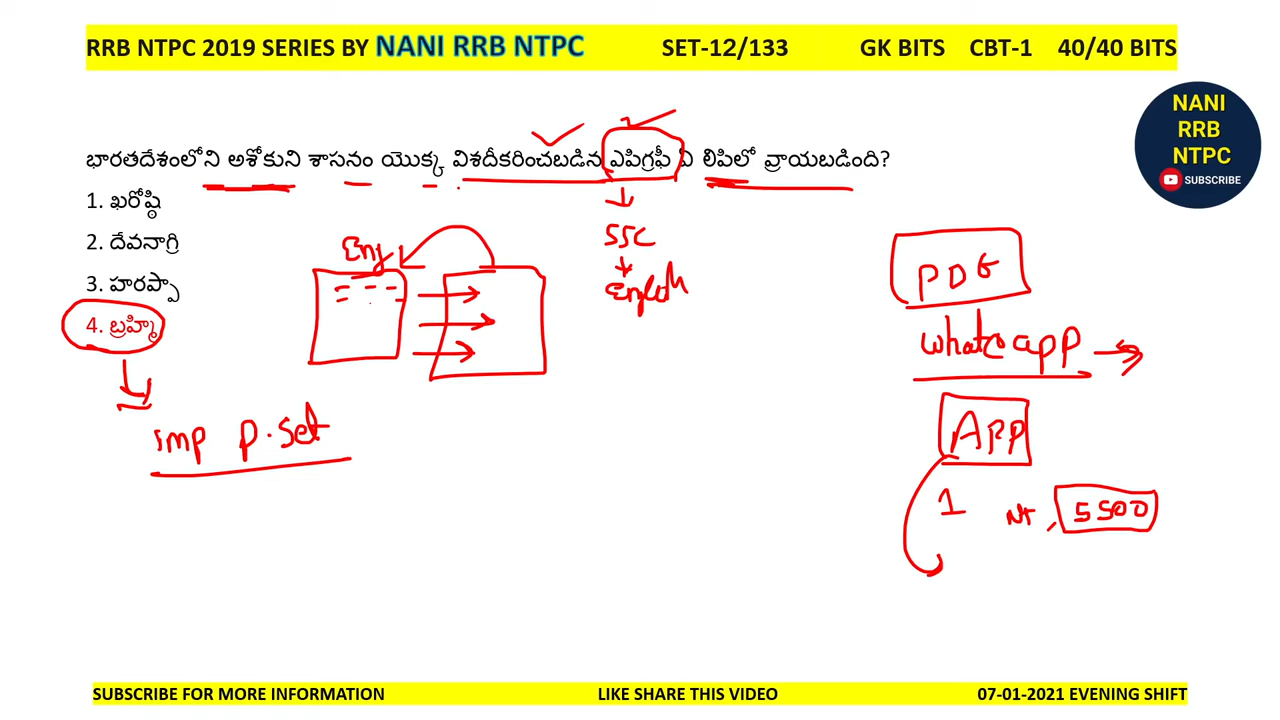 RRB NTPC 2019 SERIES BY NANI RRB NTPC SET-12/133 GK BITS CBT-1 40/40 BITS
NANI
RRB
NTPC
SUBSCRIBE
భారతదేశంలోని అశోకుని శాసనం యొక్క విశదీకరించబడిన ఎపిగ్రఫీ ఏ లిపిలో వ్రాయబడింది?
1. ఖరోష్ఠి
2. దేవనాగ్రి
3. హరప్పా
4. బ్రాహ్మి
Eng
SSC
English
PDF
whatsapp
APP
1
5500
imp p.set
SUBSCRIBE FOR MORE INFORMATION LIKE SHARE THIS VIDEO 07-01-2021 EVENING SHIFT